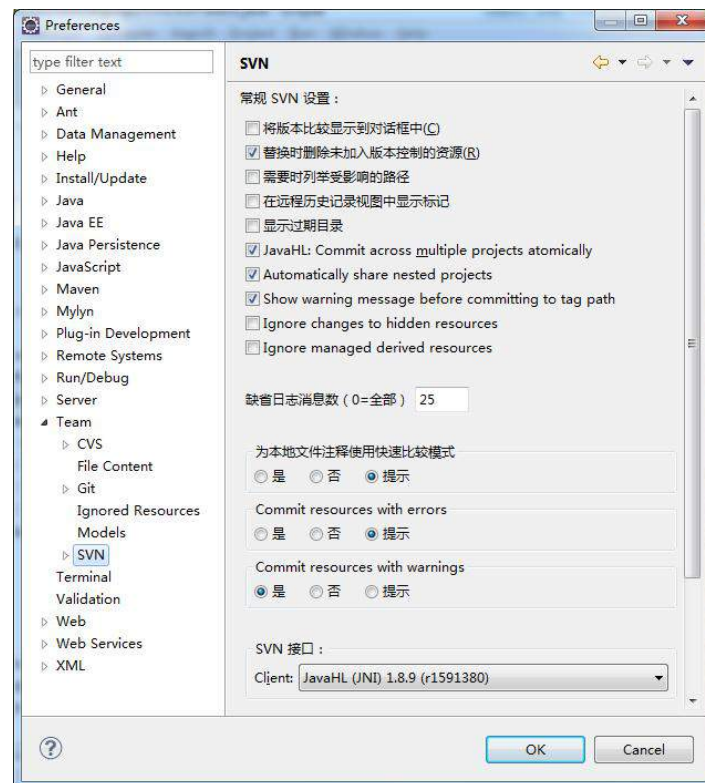 Preferences
type filter text
General
Ant
Data Management
Help
Install/Update
Java
Java EE
Java Persistence
JavaScript
Maven
Mylyn
Plug-in Development
Remote Systems
Run/Debug
Server
Team
CVS
File Content
Git
Ignored Resources
Models
SVN
Terminal
Validation
Web
Web Services
XML
SVN
常规 SVN 设置：
将版本比较显示到对话框中(C)
替换时删除未加入版本控制的资源(R)
需要时列举受影响的路径
在远程历史记录视图中显示标记
显示过期目录
JavaHL: Commit across multiple projects atomically
Automatically share nested projects
Show warning message before committing to tag path
Ignore changes to hidden resources
Ignore managed derived resources
缺省日志消息数（0=全部） 25
为本地文件注释使用快速比较模式
是 否 提示
Commit resources with errors
是 否 提示
Commit resources with warnings
是 否 提示
SVN 接口：
Client: JavaHL (JNI) 1.8.9 (r1591380)
OK Cancel